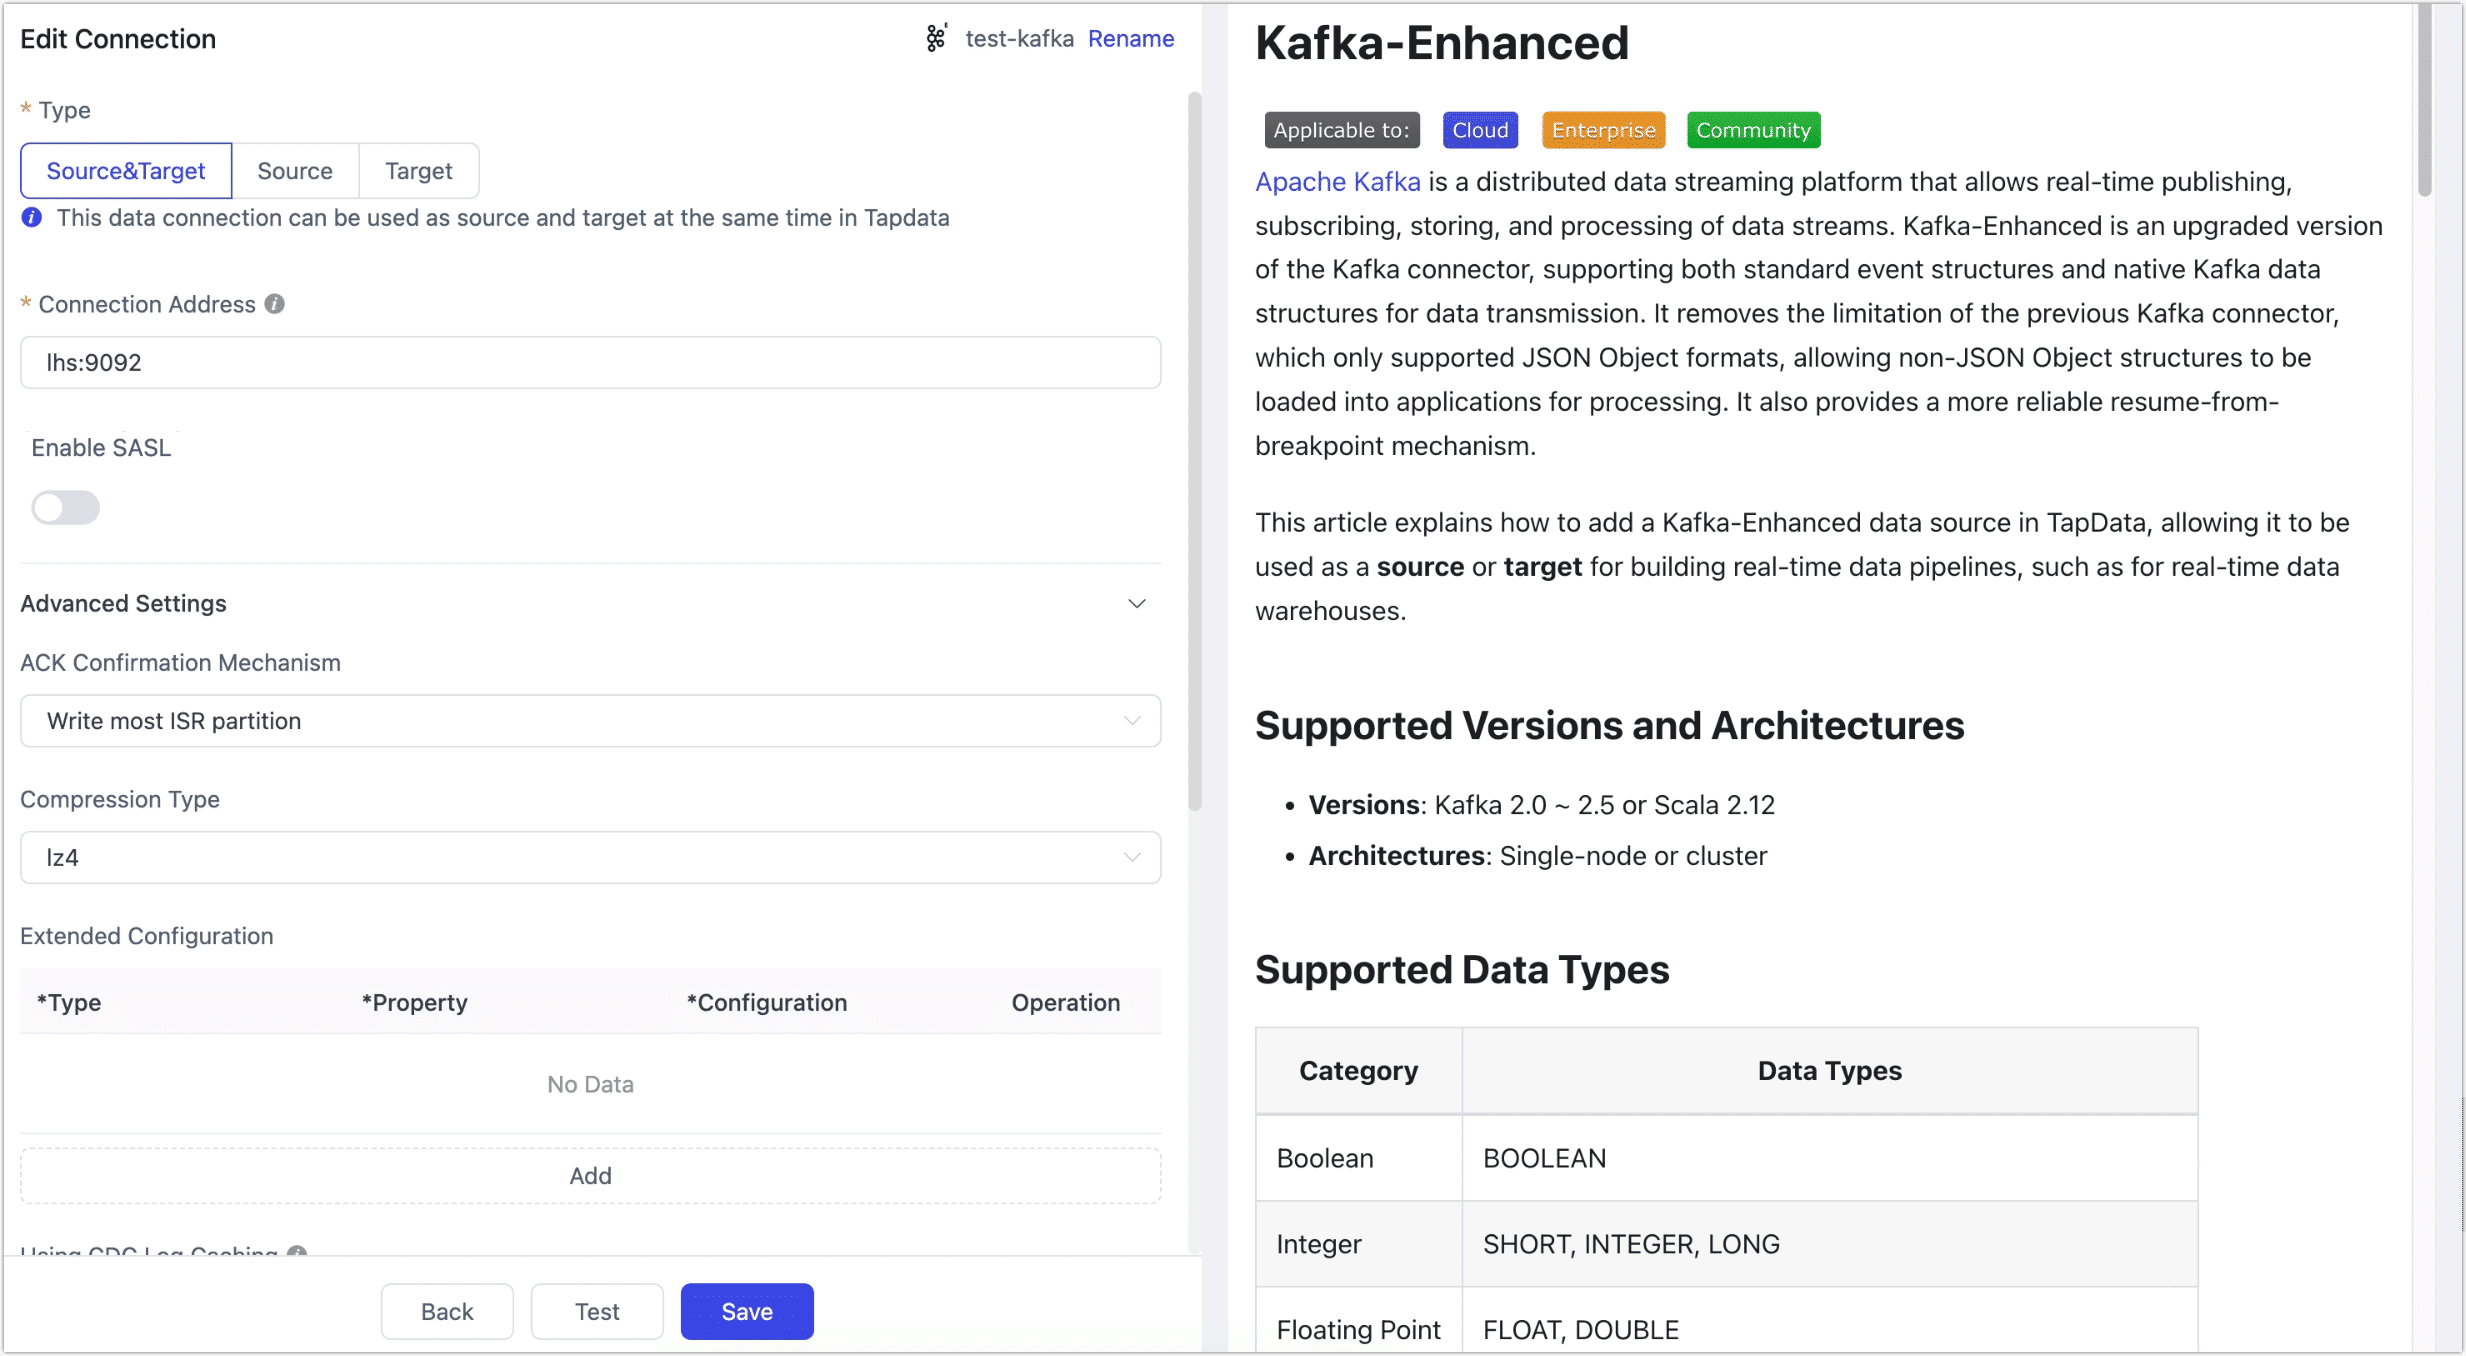 Edit Connection
test-kafka Rename
* Type
Source&Target Source Target
This data connection can be used as source and target at the same time in Tapdata
* Connection Address
lhs:9092
Enable SASL
Advanced Settings
ACK Confirmation Mechanism
Write most ISR partition
Compression Type
lz4
Extended Configuration
*Type *Property *Configuration Operation
No Data
Add
Using CDC Log Caching
Back Test Save
Kafka-Enhanced
Applicable to: Cloud Enterprise Community
Apache Kafka is a distributed data streaming platform that allows real-time publishing,
subscribing, storing, and processing of data streams. Kafka-Enhanced is an upgraded version
of the Kafka connector, supporting both standard event structures and native Kafka data
structures for data transmission. It removes the limitation of the previous Kafka connector,
which only supported JSON Object formats, allowing non-JSON Object structures to be
loaded into applications for processing. It also provides a more reliable resume-from-
breakpoint mechanism.
This article explains how to add a Kafka-Enhanced data source in TapData, allowing it to be
used as a source or target for building real-time data pipelines, such as for real-time data
warehouses.
Supported Versions and Architectures
• Versions: Kafka 2.0 ~ 2.5 or Scala 2.12
• Architectures: Single-node or cluster
Supported Data Types
Category Data Types
Boolean BOOLEAN
Integer SHORT, INTEGER, LONG
Floating Point FLOAT, DOUBLE